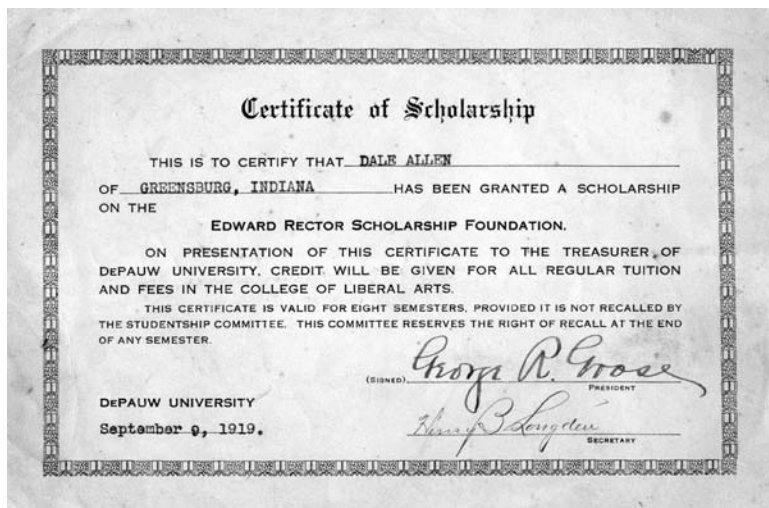 Certificate of Scholarship
THIS IS TO CERTIFY THAT DALE ALLEN
OF GREENSBURG, INDIANA HAS BEEN GRANTED A SCHOLARSHIP
ON THE
EDWARD RECTOR SCHOLARSHIP FOUNDATION.
ON PRESENTATION OF THIS CERTIFICATE TO THE TREASURER OF
DEPAUW UNIVERSITY, CREDIT WILL BE GIVEN FOR ALL REGULAR TUITION
AND FEES IN THE COLLEGE OF LIBERAL ARTS.
THIS CERTIFICATE IS VALID FOR EIGHT SEMESTERS, PROVIDED IT IS NOT RECALLED BY
THE STUDENTSHIP COMMITTEE. THIS COMMITTEE RESERVES THE RIGHT OF RECALL AT THE END
OF ANY SEMESTER.
(SIGNED) George R. Grose
PRESIDENT
DEPAUW UNIVERSITY
September 9, 1919. Henry B Longden
SECRETARY